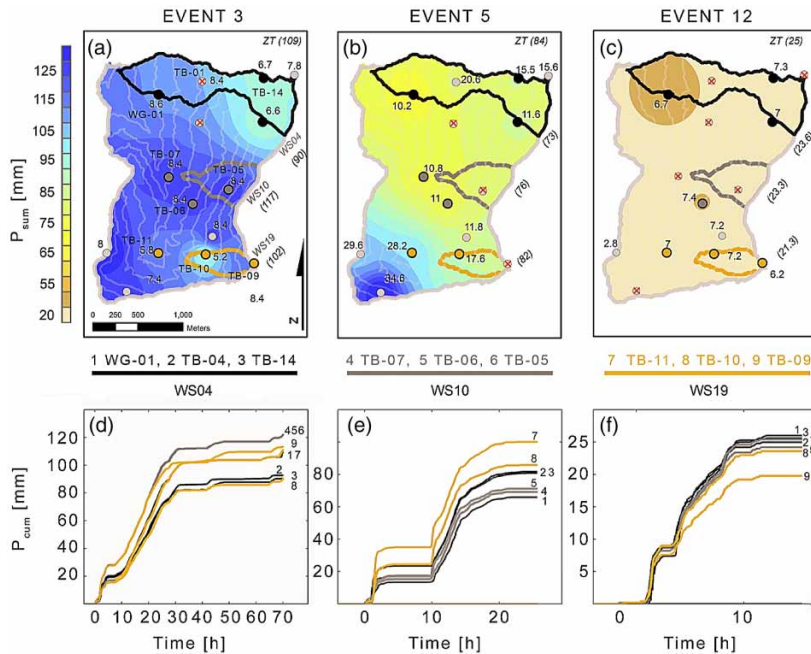 EVENT 3 EVENT 5 EVENT 12
P_sum [mm]
125
115
105
95
85
75
65
55
20
(a)
ZT (109)
TB-01
8.4
6.7
7.8
TB-14
8.6
WG-01
6.6
WS04
(90)
TB-07
8.4
TB-05
8.4
WS10
(117)
8.4
TB-06
8.4
WS19
(102)
8
TB-11
5.8
5.2
TB-10
TB-09
7.4
8.4
0 250 500 1,000
Meters
N
(b)
ZT (84)
20.6
15.5
15.6
10.2
11.6
(73)
10.8
(76)
11
11.8
29.6
28.2
17.6
(82)
34.6
(c)
ZT (25)
7.3
6.7
7
(23.6)
(23.3)
7.4
7.2
2.8
7
7.2
(21.3)
6.2
1 WG-01, 2 TB-04, 3 TB-14
4 TB-07, 5 TB-06, 6 TB-05
7 TB-11, 8 TB-10, 9 TB-09
WS04 WS10 WS19
P_cum [mm]
(d)
120
100
80
60
40
20
456
9
17
2
3
8
0 10 20 30 40 50 60 70
Time [h]
(e)
80
60
40
20
7
8
23
5
4
1
0 10 20
Time [h]
(f)
25
20
15
10
5
13
2
8
9
0 10
Time [h]